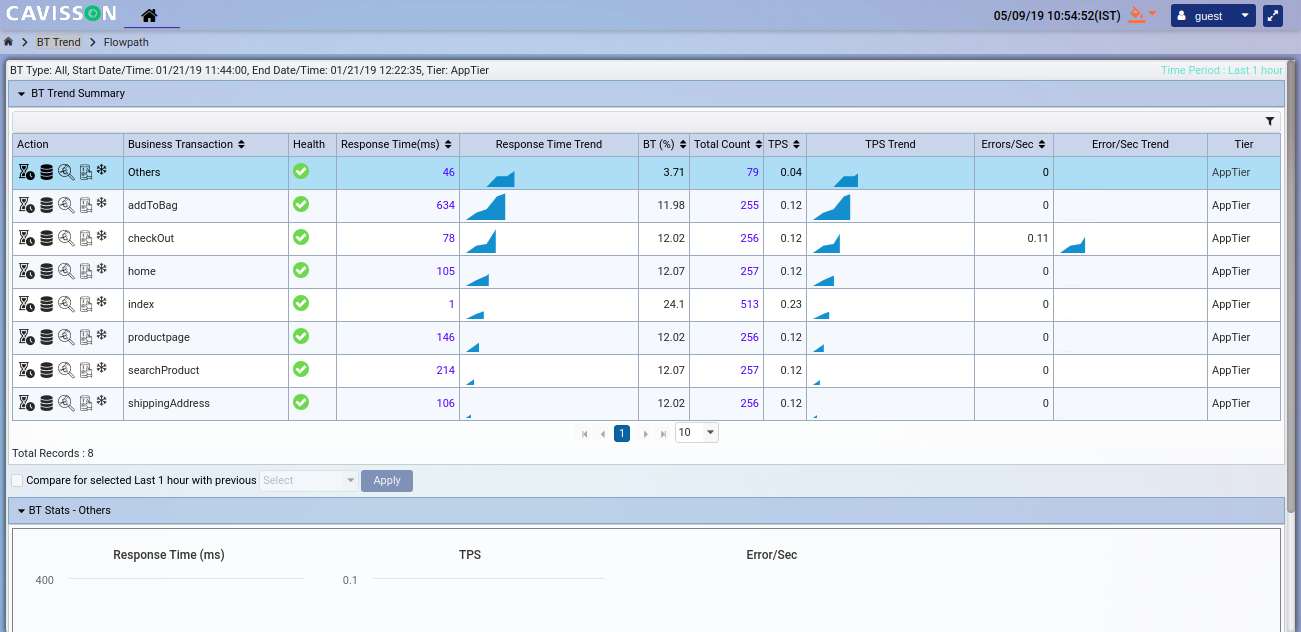 CAVISSON
05/09/19 10:54:52(IST)
guest
BT Trend
Flowpath
BT Type: All, Start Date/Time: 01/21/19 11:44:00, End Date/Time: 01/21/19 12:22:35, Tier: AppTier
Time Period : Last 1 hour
BT Trend Summary
Action Business Transaction Health Response Time(ms) Response Time Trend BT (%) Total Count TPS TPS Trend Errors/Sec Error/Sec Trend Tier
Others 46 3.71 79 0.04 0 AppTier
addToBag 634 11.98 255 0.12 0 AppTier
checkOut 78 12.02 256 0.12 0.11 AppTier
home 105 12.07 257 0.12 0 AppTier
index 1 24.1 513 0.23 0 AppTier
productpage 146 12.02 256 0.12 0 AppTier
searchProduct 214 12.07 257 0.12 0 AppTier
shippingAddress 106 12.02 256 0.12 0 AppTier
1 10
Total Records : 8
Compare for selected Last 1 hour with previous Select Apply
BT Stats - Others
Response Time (ms) TPS Error/Sec
400 0.1